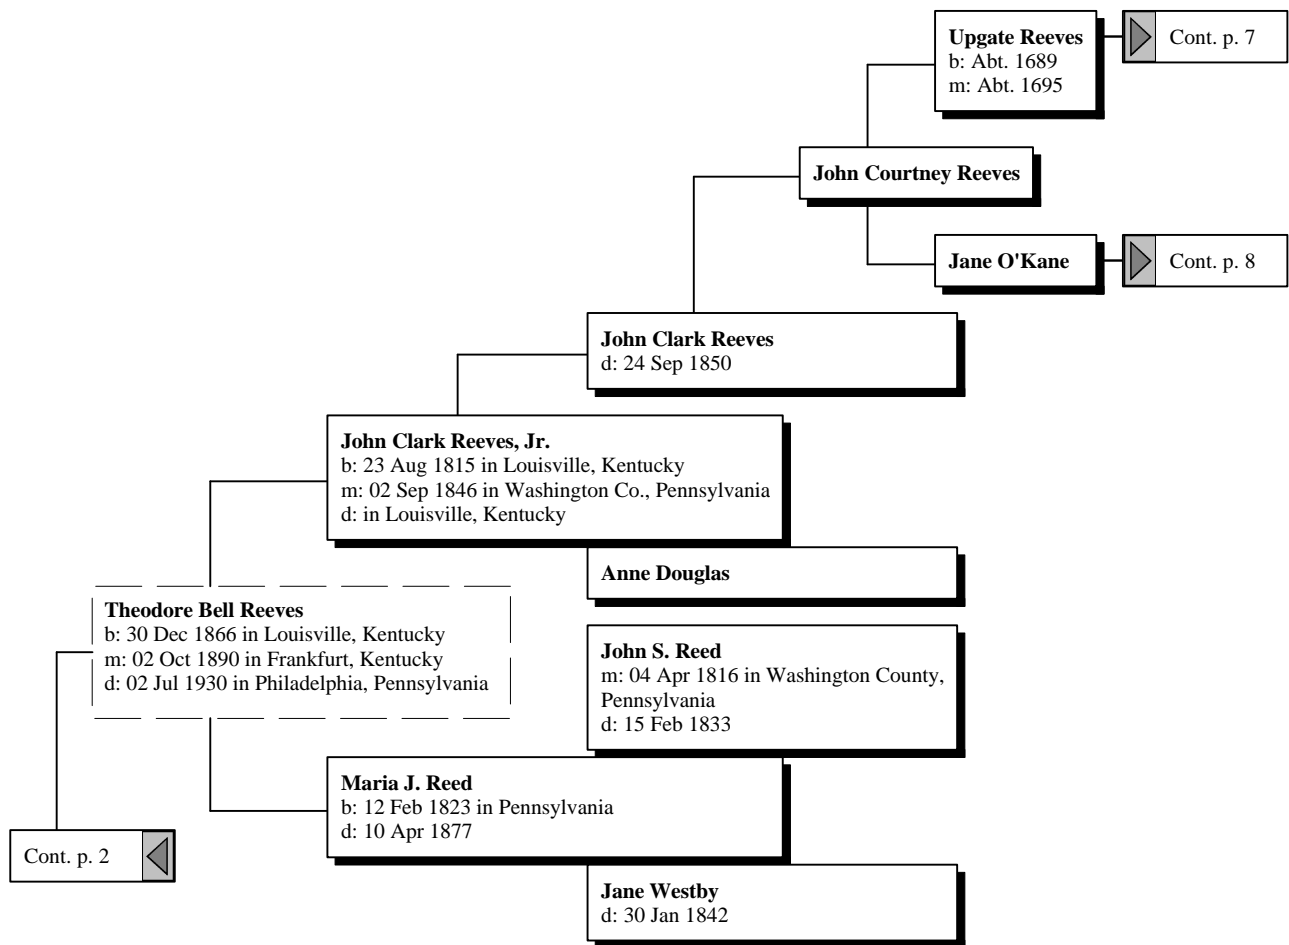 Upgate Reeves
b: Abt. 1689
m: Abt. 1695
Cont. p. 7
John Courtney Reeves
Jane O'Kane
Cont. p. 8
John Clark Reeves
d: 24 Sep 1850
John Clark Reeves, Jr.
b: 23 Aug 1815 in Louisville, Kentucky
m: 02 Sep 1846 in Washington Co., Pennsylvania
d: in Louisville, Kentucky
Anne Douglas
Theodore Bell Reeves
b: 30 Dec 1866 in Louisville, Kentucky
m: 02 Oct 1890 in Frankfurt, Kentucky
d: 02 Jul 1930 in Philadelphia, Pennsylvania
John S. Reed
m: 04 Apr 1816 in Washington County,
Pennsylvania
d: 15 Feb 1833
Maria J. Reed
b: 12 Feb 1823 in Pennsylvania
d: 10 Apr 1877
Cont. p. 2
Jane Westby
d: 30 Jan 1842